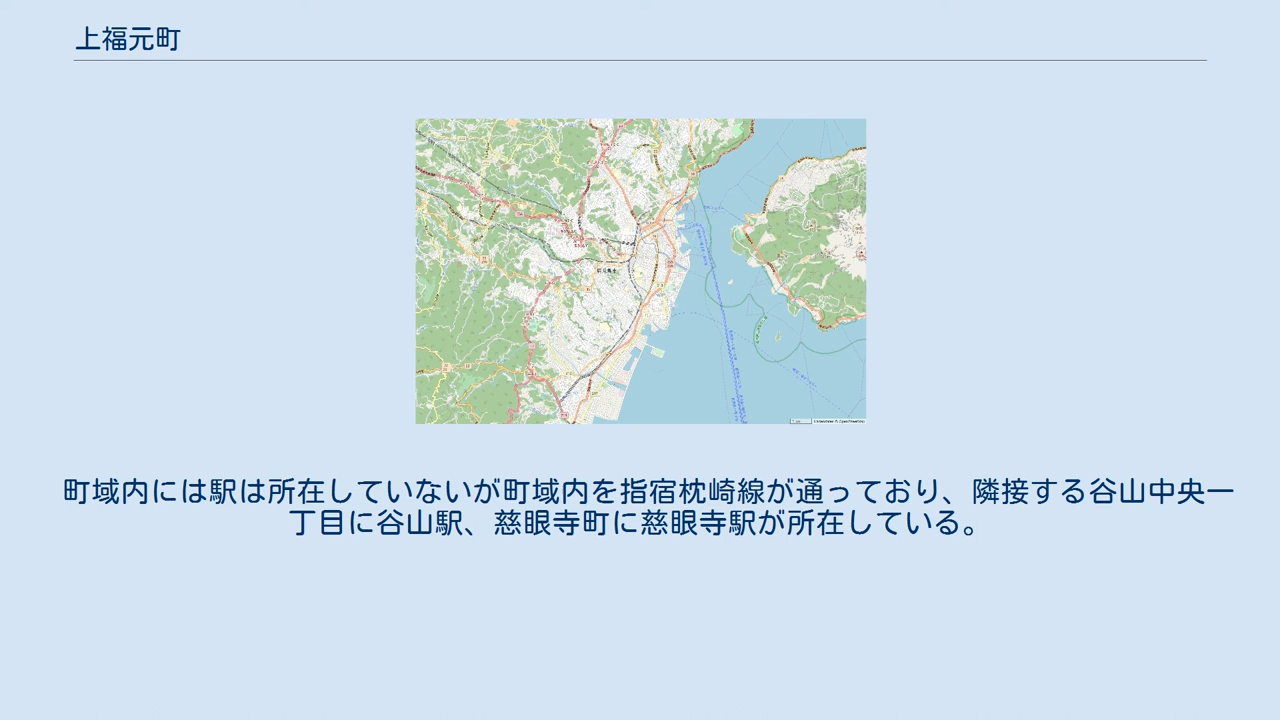 上福元町
町域内には駅は所在していないが町域内を指宿枕崎線が通っており、隣接する谷山中央一
丁目に谷山駅、慈眼寺町に慈眼寺駅が所在している。